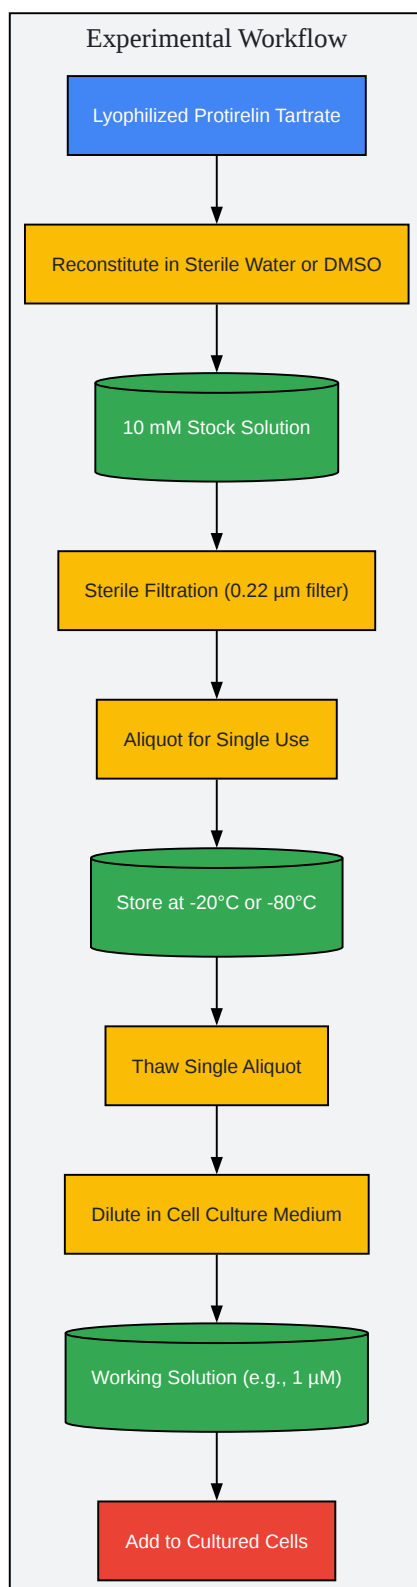 Experimental Workflow
Lyophilized Protirelin Tartrate
Reconstitute in Sterile Water or DMSO
10 mM Stock Solution
Sterile Filtration (0.22 µm filter)
Aliquot for Single Use
Store at -20°C or -80°C
Thaw Single Aliquot
Dilute in Cell Culture Medium
Working Solution (e.g., 1 µM)
Add to Cultured Cells